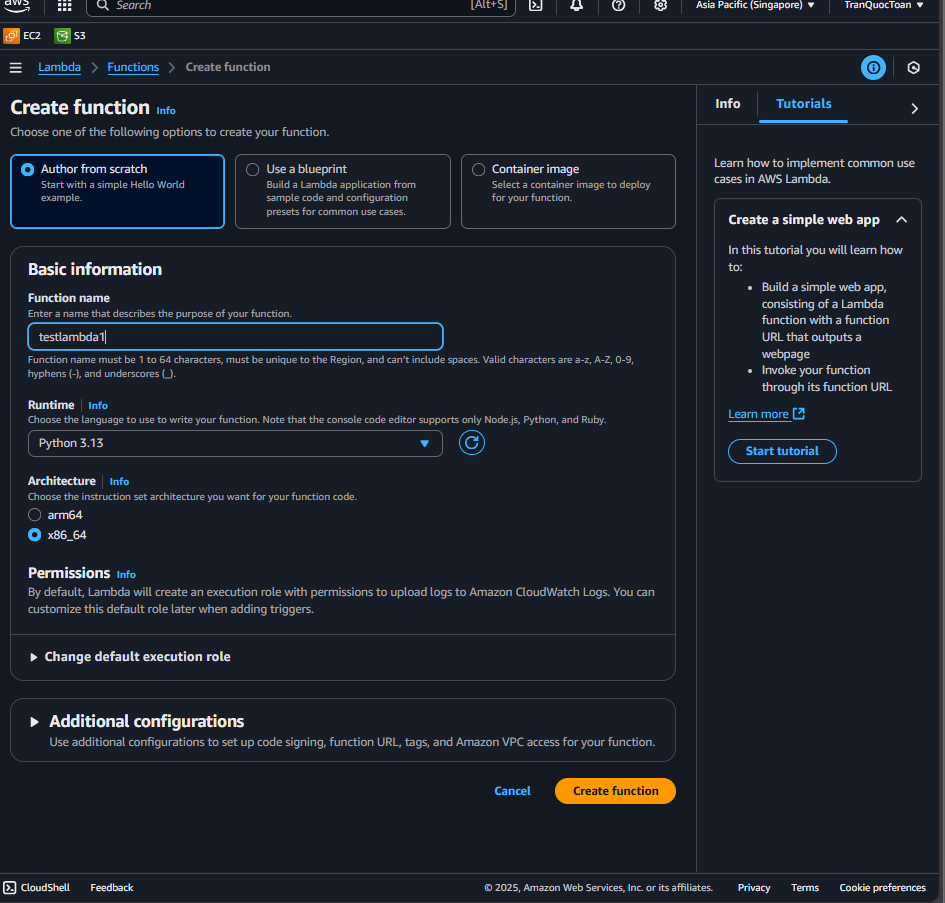 aws
Search
[Alt+S]
Asia Pacific (Singapore)
TranQuocToan
EC2
S3
Lambda
Functions
Create function
Create function
Info
Choose one of the following options to create your function.
Author from scratch
Start with a simple Hello World
example.
Use a blueprint
Build a Lambda application from
sample code and configuration
presets for common use cases.
Container image
Select a container image to deploy
for your function.
Basic information
Function name
Enter a name that describes the purpose of your function.
testlambda1
Function name must be 1 to 64 characters, must be unique to the Region, and can't include spaces. Valid characters are a-z, A-Z, 0-9,
hyphens (-), and underscores (_).
Runtime
Info
Choose the language to use to write your function. Note that the console code editor supports only Node.js, Python, and Ruby.
Python 3.13
Architecture
Info
Choose the instruction set architecture you want for your function code.
arm64
x86_64
Permissions
Info
By default, Lambda will create an execution role with permissions to upload logs to Amazon CloudWatch Logs. You can
customize this default role later when adding triggers.
Change default execution role
Additional configurations
Use additional configurations to set up code signing, function URL, tags, and Amazon VPC access for your function.
Cancel
Create function
Info
Tutorials
Learn how to implement common use
cases in AWS Lambda.
Create a simple web app
In this tutorial you will learn how
to:
• Build a simple web app,
consisting of a Lambda
function with a function
URL that outputs a
webpage
• Invoke your function
through its function URL
Learn more
Start tutorial
CloudShell
Feedback
© 2025, Amazon Web Services, Inc. or its affiliates.
Privacy
Terms
Cookie preferences